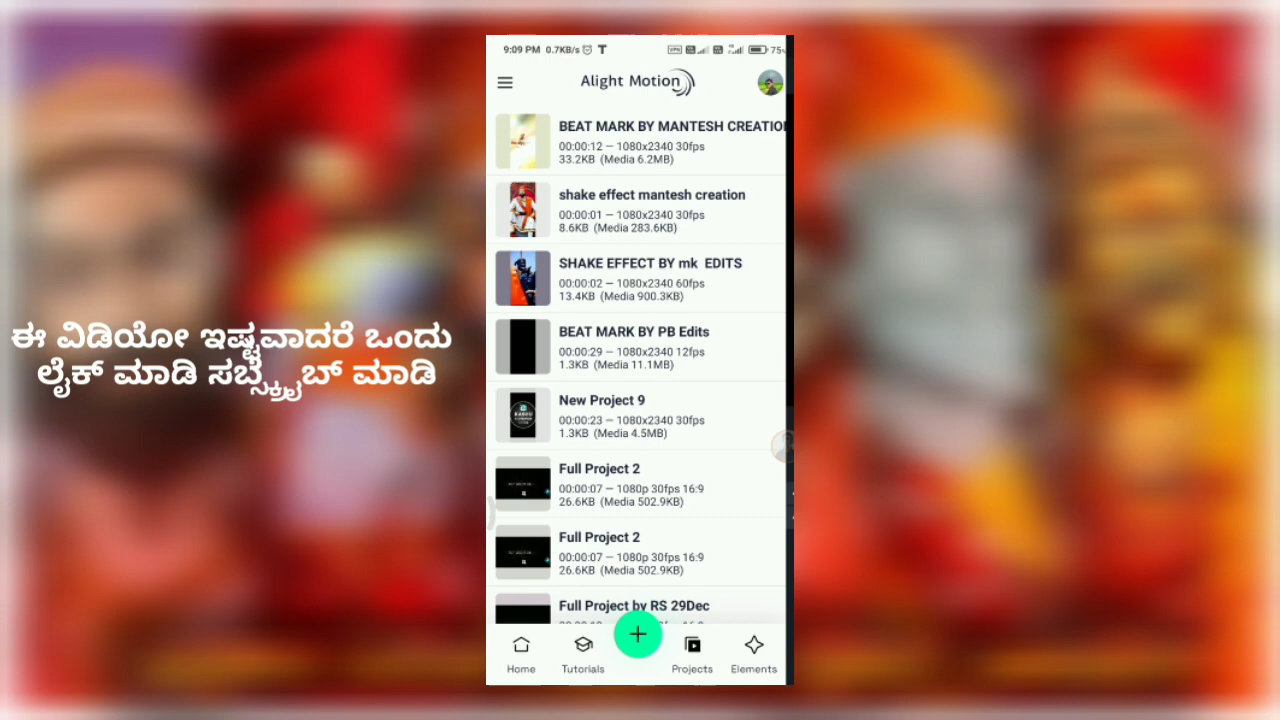 9:09 PM 0.7KB/s
75%
Alight Motion
BEAT MARK BY MANTESH CREATION
00:00:12 — 1080x2340 30fps
33.2KB (Media 6.2MB)
shake effect mantesh creation
00:00:01 — 1080x2340 30fps
8.6KB (Media 283.6KB)
SHAKE EFFECT BY mk EDITS
00:00:02 — 1080x2340 60fps
13.4KB (Media 900.3KB)
ಈ ವಿಡಿಯೋ ಇಷ್ಟವಾದರೆ ಒಂದು
ಲೈಕ್ ಮಾಡಿ ಸಬ್ಸ್ಕ್ರೈಬ್ ಮಾಡಿ
BEAT MARK BY PB Edits
00:00:29 — 1080x2340 12fps
1.3KB (Media 11.1MB)
New Project 9
00:00:23 — 1080x2340 30fps
1.3KB (Media 4.5MB)
Full Project 2
00:00:07 — 1080p 30fps 16:9
26.6KB (Media 502.9KB)
Full Project 2
00:00:07 — 1080p 30fps 16:9
26.6KB (Media 502.9KB)
Full Project by RS 29Dec
Home Tutorials Projects Elements